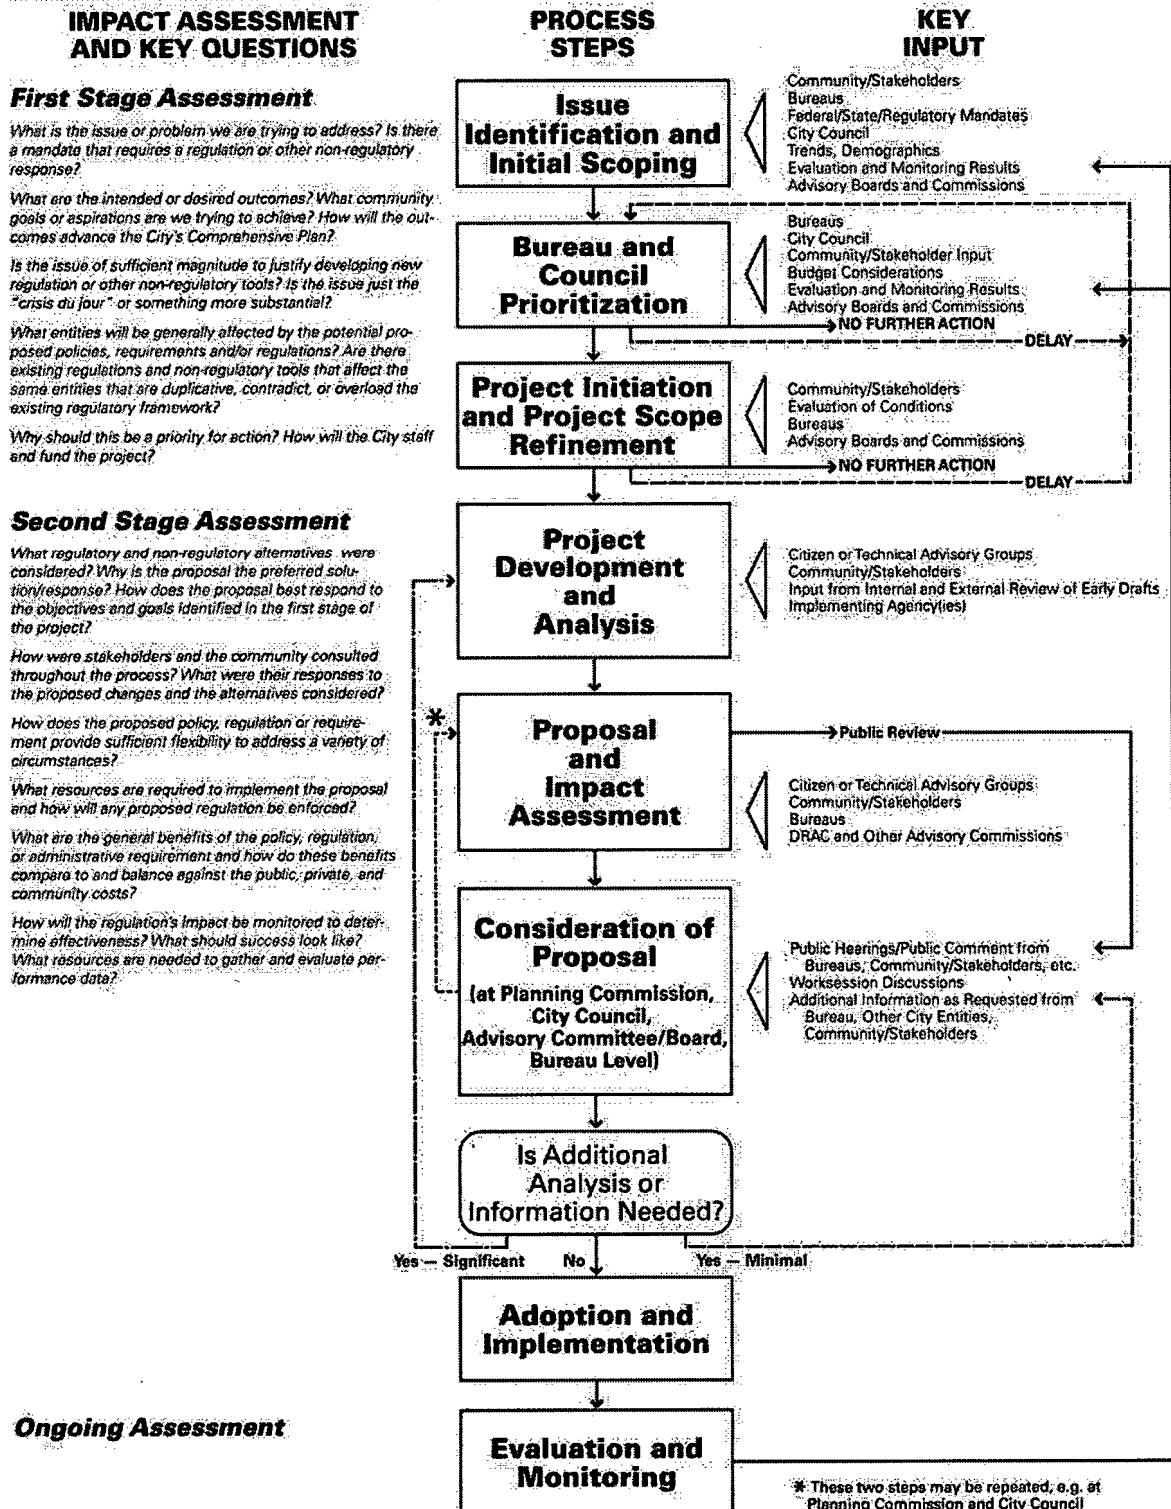 IMPACT ASSESSMENT
AND KEY QUESTIONS
First Stage Assessment
What is the issue or problem we are trying to address? Is there
a mandate that requires a regulation or other non-regulatory
response?
What are the intended or desired outcomes? What community
goals or aspirations are we trying to achieve? How will the out-
comes advance the City's Comprehensive Plan?
Is the issue of sufficient magnitude to justify developing new
regulation or other non-regulatory tools? Is the issue just the
"crisis du jour" or something more substantial?
What entities will be generally affected by the potential pro-
posed policies, requirements and/or regulations? Are there
existing regulations and non-regulatory tools that affect the
same entities that are duplicative, contradict, or overload the
existing regulatory framework?
Why should this be a priority for action? How will the City staff
and fund the project?
Second Stage Assessment
What regulatory and non-regulatory alternatives were
considered? Why is the proposal the preferred solu-
tion/response? How does the proposal best respond to
the objectives and goals identified in the first stage of
the project?
How were stakeholders and the community consulted
throughout the process? What were their responses to
the proposed changes and the alternatives considered?
How does the proposed policy, regulation or require-
ment provide sufficient flexibility to address a variety of
circumstances?
What resources are required to implement the proposal
and how will any proposed regulation be enforced?
What are the general benefits of the policy, regulation,
or administrative requirement and how do these benefits
compare to and balance against the public, private, and
community costs?
How will the regulation's impact be monitored to deter-
mine effectiveness? What should success look like?
What resources are needed to gather and evaluate per-
formance data?
Ongoing Assessment
PROCESS
STEPS
Issue
Identification and
Initial Scoping
Bureau and
Council
Prioritization
Project Initiation
and Project Scope
Refinement
Project
Development
and
Analysis
*
Proposal
and
Impact
Assessment
Consideration of
Proposal
(at Planning Commission,
City Council,
Advisory Committee/Board,
Bureau Level)
Is Additional
Analysis or
Information Needed?
Yes — Significant
No
Yes — Minimal
Adoption and
Implementation
Evaluation and
Monitoring
KEY
INPUT
Community/Stakeholders
Bureaus
Federal/State/Regulatory Mandates
City Council
Trends, Demographics
Evaluation and Monitoring Results
Advisory Boards and Commissions
Bureaus
City Council
Community/Stakeholder Input
Budget Considerations
Evaluation and Monitoring Results
Advisory Boards and Commissions
NO FURTHER ACTION
DELAY
Community/Stakeholders
Evaluation of Conditions
Bureaus
Advisory Boards and Commissions
NO FURTHER ACTION
DELAY
Citizen or Technical Advisory Groups
Community/Stakeholders
Input from Internal and External Review of Early Drafts
Implementing Agency(ies)
Public Review
Citizen or Technical Advisory Groups
Community/Stakeholders
Bureaus
DRAC and Other Advisory Commissions
Public Hearings/Public Comment from
Bureaus, Community/Stakeholders, etc.
Worksession Discussions
Additional Information as Requested from
Bureau, Other City Entities,
Community/Stakeholders
* These two steps may be repeated, e.g. at
Planning Commission and City Council